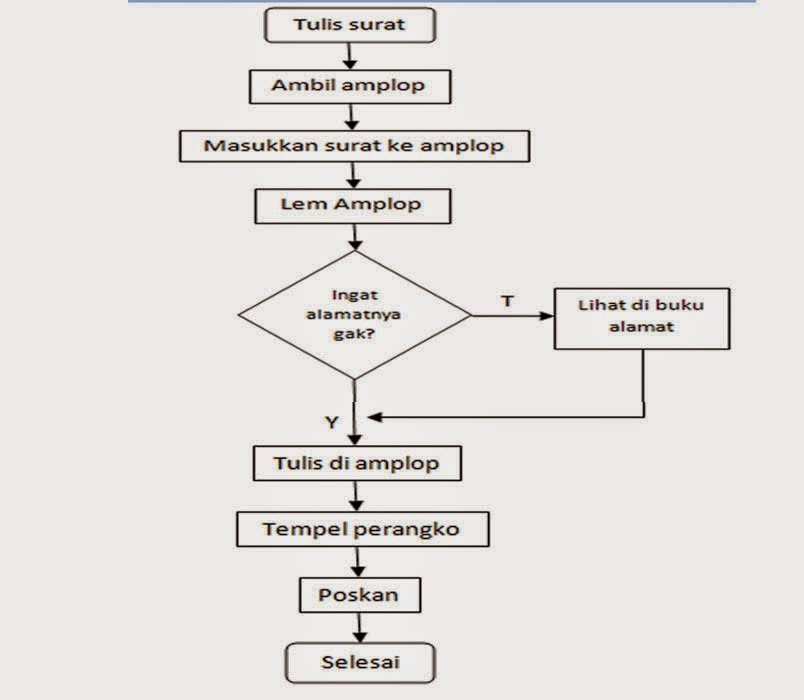 Tulis surat
Ambil amplop
Masukkan surat ke amplop
Lem Amplop
Ingat
alamatnya
gak?
T
Lihat di buku
alamat
Y
Tulis di amplop
Tempel perangko
Poskan
Selesai